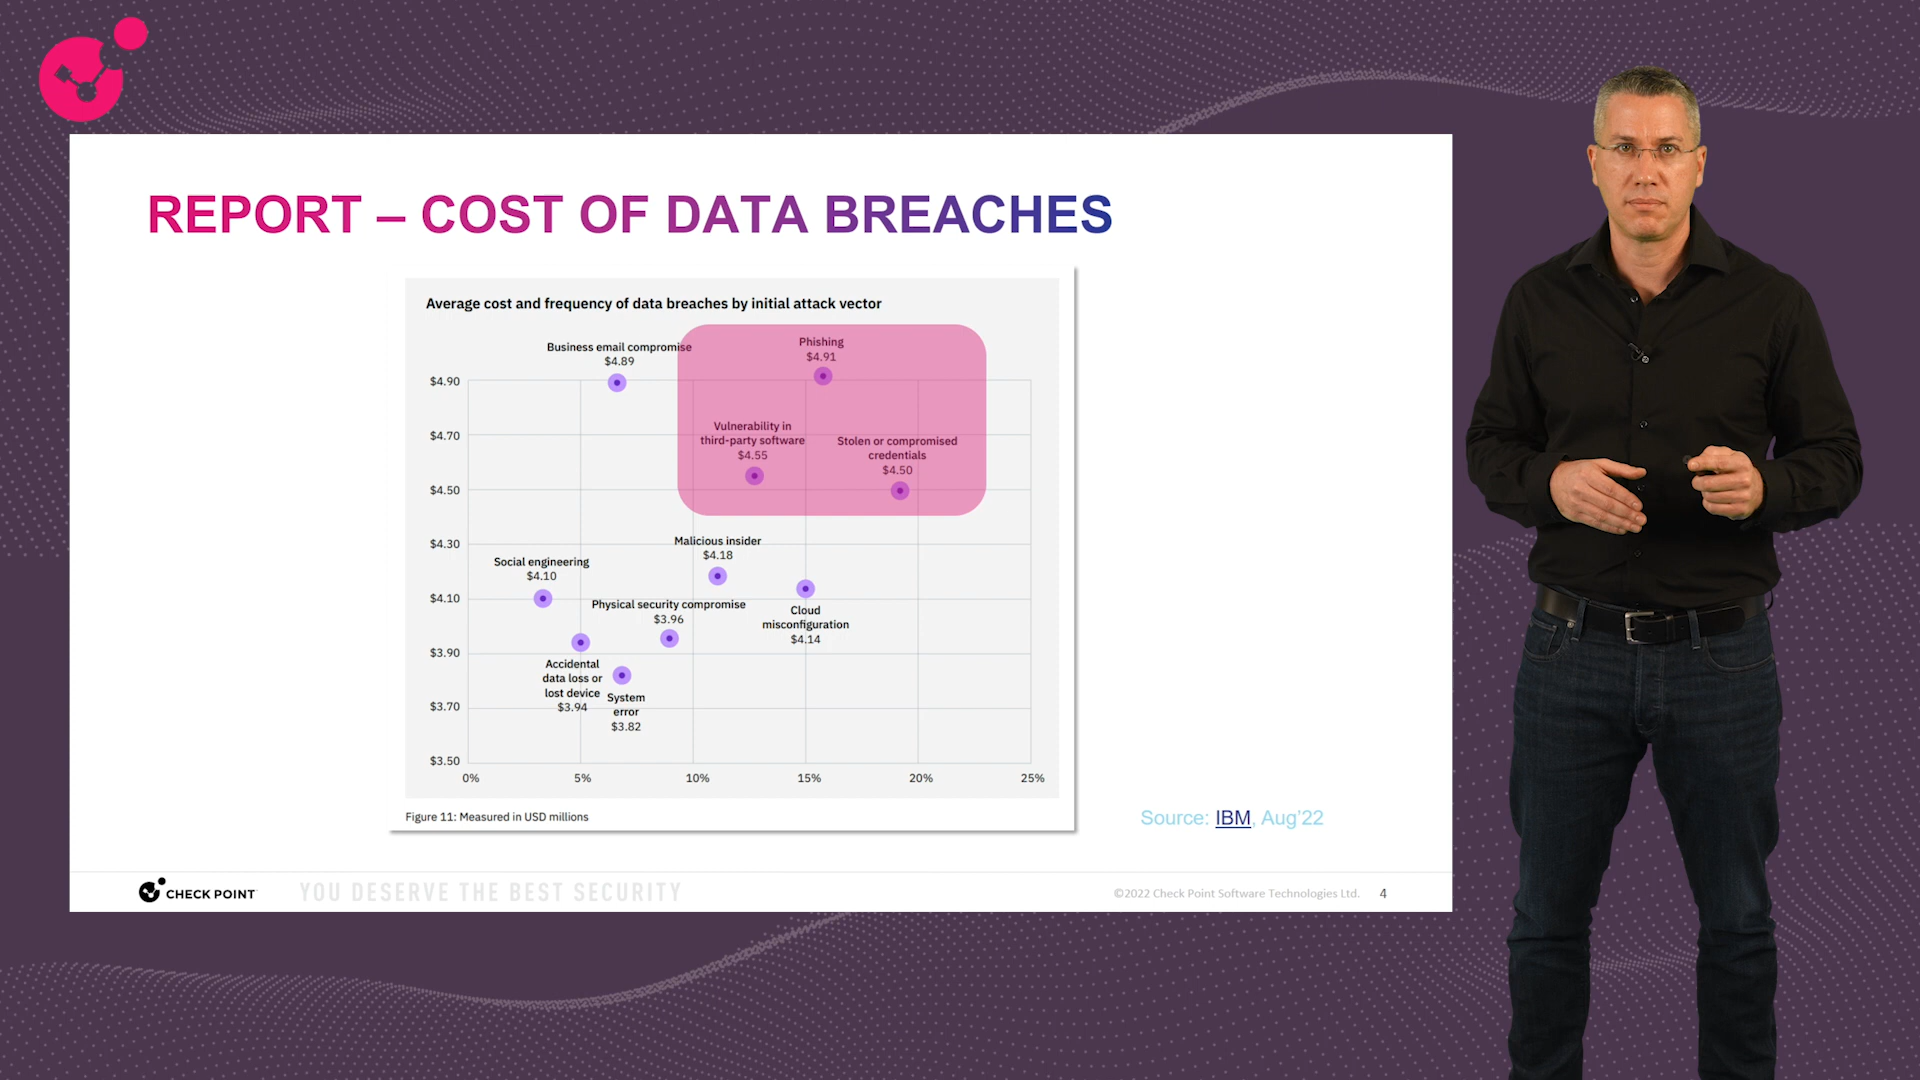 REPORT – COST OF DATA BREACHES
Average cost and frequency of data breaches by initial attack vector
Business email compromise
$4.89
Phishing
$4.91
$4.90
Vulnerability in
third-party software
$4.55
Stolen or compromised
credentials
$4.50
$4.70
$4.50
Malicious insider
$4.18
$4.30
Social engineering
$4.10
$4.10
Physical security compromise
$3.96
Cloud
misconfiguration
$4.14
$3.90
Accidental
data loss or
lost device
$3.94
System
error
$3.82
$3.70
$3.50
0%
5%
10%
15%
20%
25%
Figure 11: Measured in USD millions
Source: IBM, Aug’22
CHECK POINT
YOU DESERVE THE BEST SECURITY
©2022 Check Point Software Technologies Ltd.
4